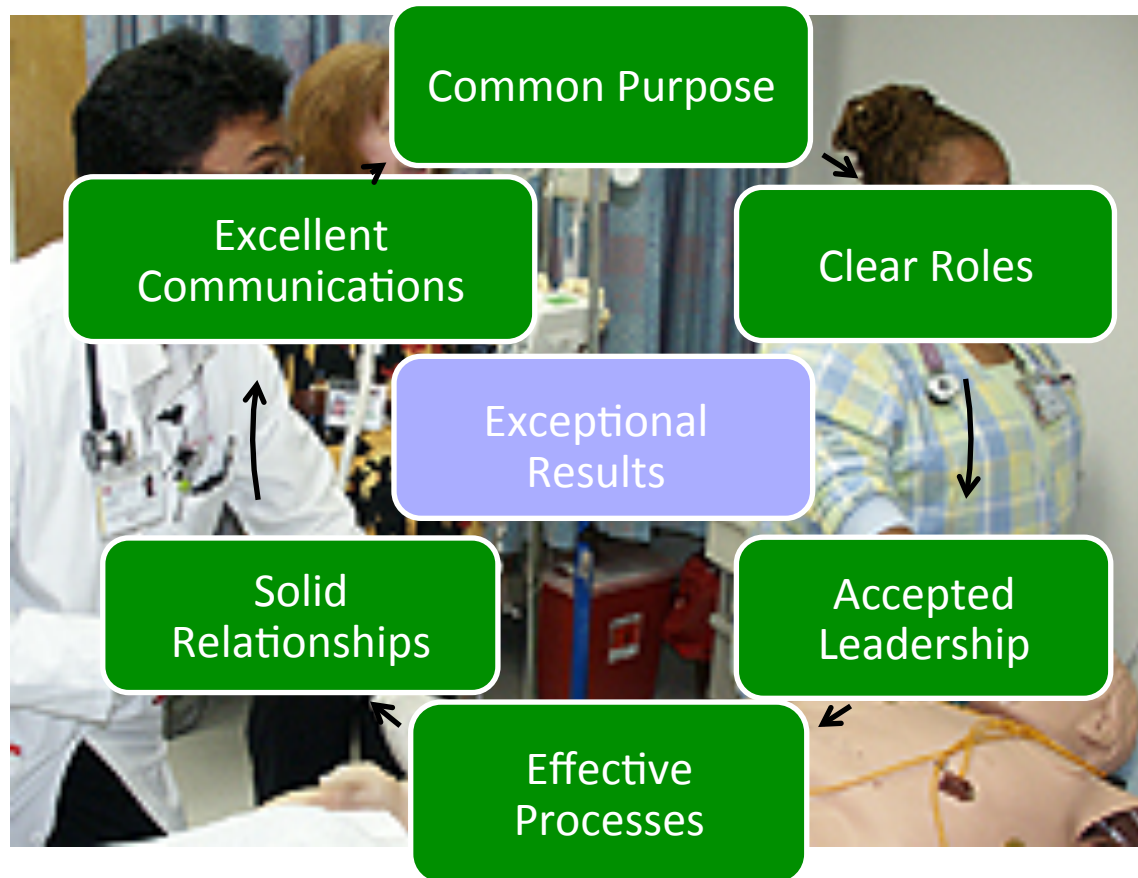 Common Purpose
Excellent
Communications
Clear Roles
Exceptional
Results
Solid
Relationships
Accepted
Leadership
Effective
Processes